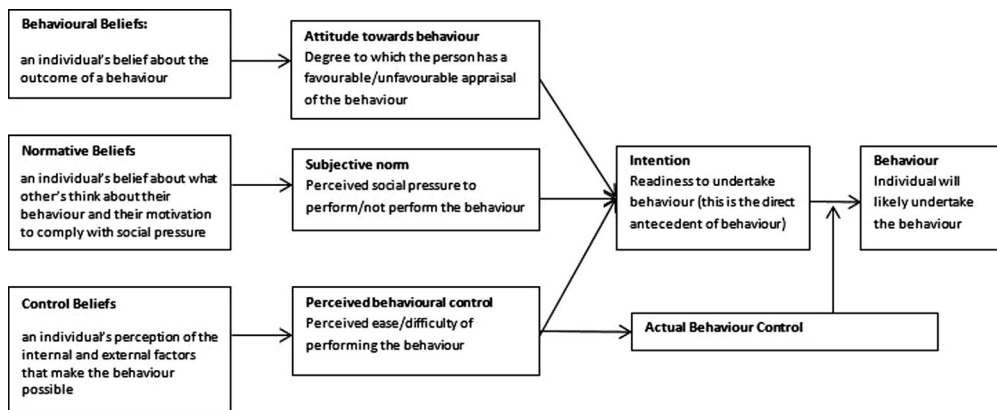 Behavioural Beliefs:
an individual's belief about the
outcome of a behaviour
Attitude towards behaviour
Degree to which the person has a
favourable/unfavourable appraisal
of the behaviour
Normative Beliefs
an individual's belief about what
other's think about their
behaviour and their motivation
to comply with social pressure
Subjective norm
Perceived social pressure to
perform/not perform the behaviour
Intention
Readiness to undertake
behaviour (this is the direct
antecedent of behaviour)
Behaviour
Individual will
likely undertake
the behaviour
Control Beliefs
an individual's perception of the
internal and external factors
that make the behaviour
possible
Perceived behavioural control
Perceived ease/difficulty of
performing the behaviour
Actual Behaviour Control